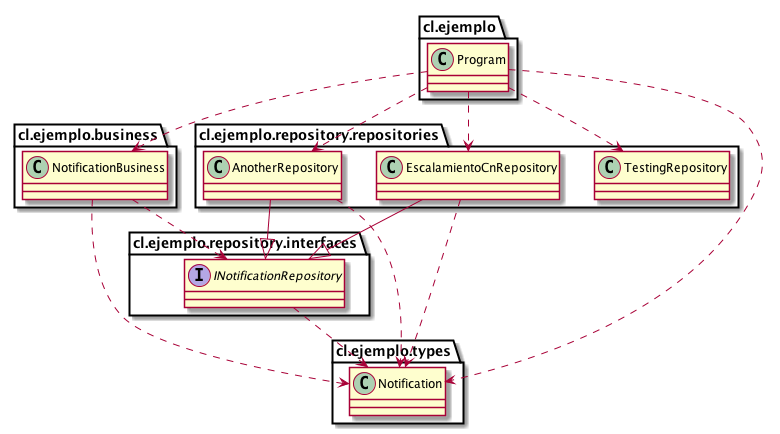 cl.ejemplo
C Program
cl.ejemplo.business
cl.ejemplo.repository.repositories
C NotificationBusiness
C AnotherRepository
C EscalamientoCnRepository
C TestingRepository
cl.ejemplo.repository.interfaces
I INotificationRepository
cl.ejemplo.types
C Notification